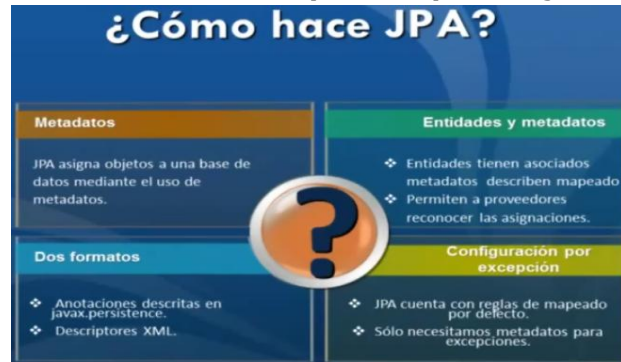 ¿Cómo hace JPA?
Metadatos
JPA asigna objetos a una base de
datos mediante el uso de
metadatos.
Entidades y metadatos
❖ Entidades tienen asociados
metadatos describen mapeado
❖ Permiten a proveedores
reconocer las asignaciones.
Dos formatos
❖ Anotaciones descritas en
javax.persistence.
❖ Descriptores XML.
Configuración por
excepción
❖ JPA cuenta con reglas de mapeado
por defecto.
❖ Sólo necesitamos metadatos para
excepciones.
?